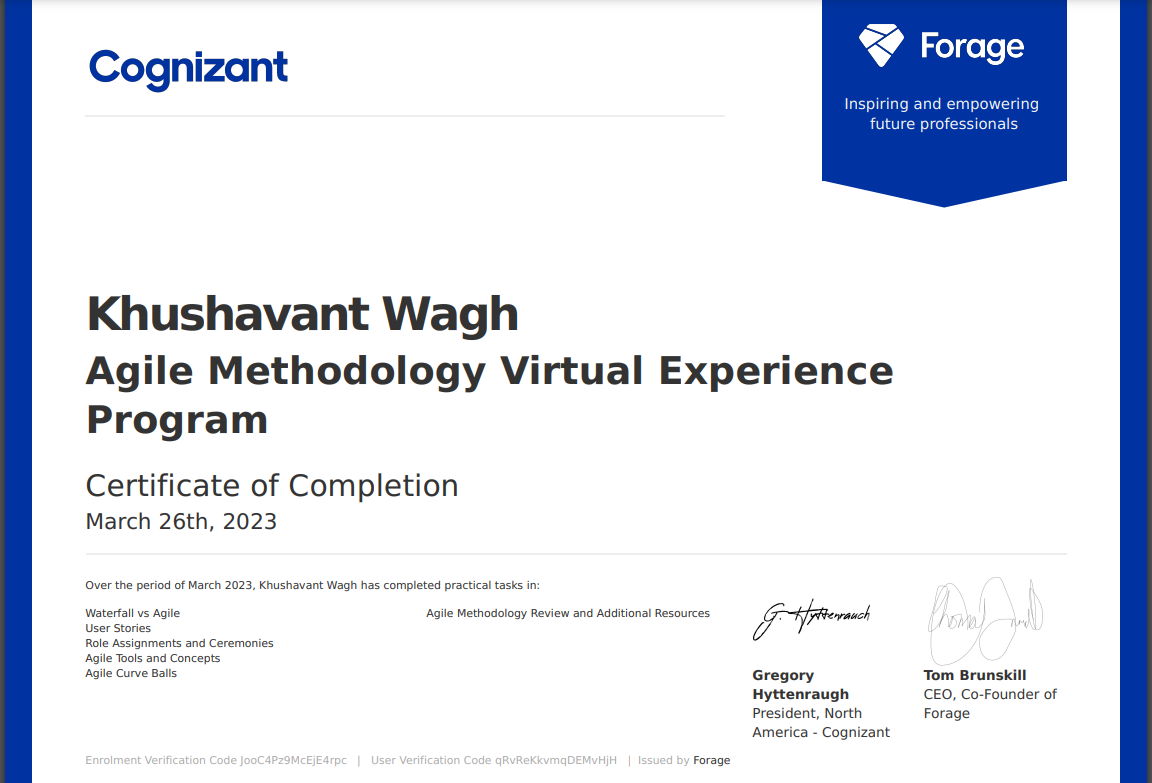 Cognizant
Forage
Inspiring and empowering
future professionals
Khushavant Wagh
Agile Methodology Virtual Experience
Program
Certificate of Completion
March 26th, 2023
Over the period of March 2023, Khushavant Wagh has completed practical tasks in:
Waterfall vs Agile
User Stories
Role Assignments and Ceremonies
Agile Tools and Concepts
Agile Curve Balls
Agile Methodology Review and Additional Resources
G. Hyttenrauch
Gregory
Hyttenraugh
President, North
America - Cognizant
Tom Brunskill
CEO, Co-Founder of
Forage
Enrolment Verification Code JooC4Pz9McEjE4rpc | User Verification Code qRvReKkvmqDEMvHjH | Issued by Forage